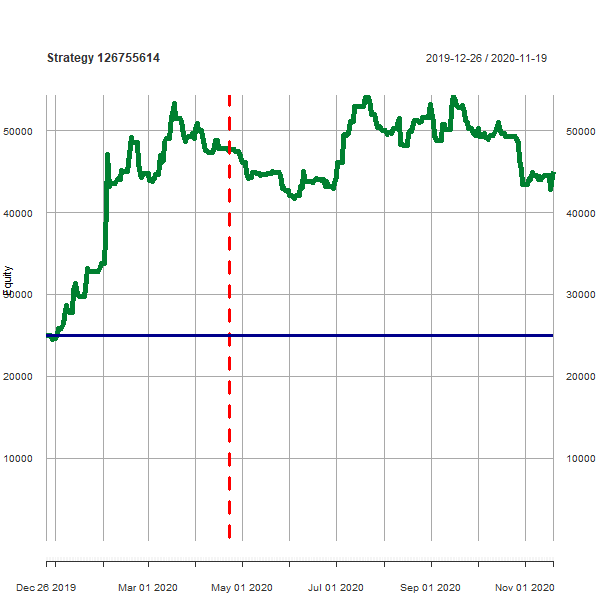 Strategy 126755614
2019-12-26 / 2020-11-19
50000
50000
40000
40000
Equity
30000
30000
20000
20000
10000
10000
Dec 26 2019
Mar 01 2020
May 01 2020
Jul 01 2020
Sep 01 2020
Nov 01 2020